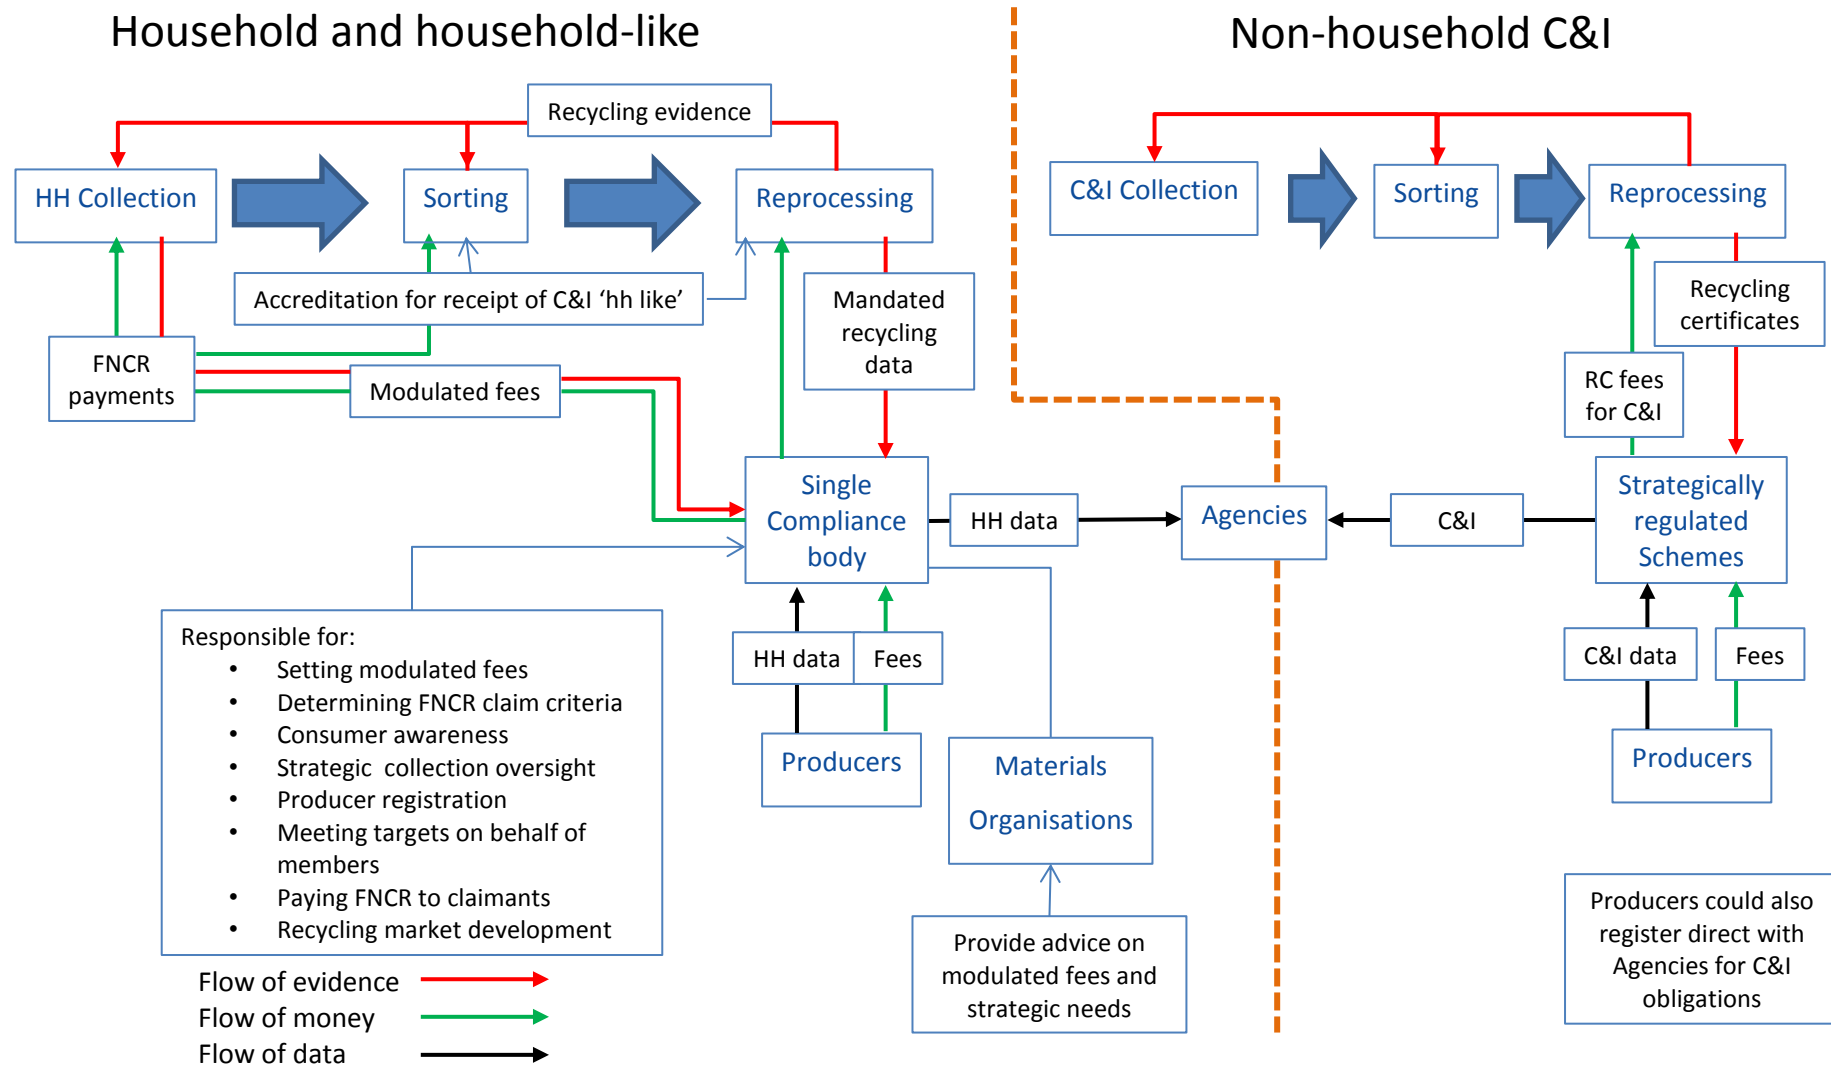 Household and household-like
Non-household C&I
Recycling evidence
HH Collection
Sorting
Reprocessing
C&I Collection
Sorting
Reprocessing
Accreditation for receipt of C&I ‘hh like’
Mandated
recycling
data
Recycling
certificates
FNCR
payments
Modulated fees
RC fees
for C&I
Single
Compliance
body
HH data
Agencies
C&I
Strategically
regulated
Schemes
Responsible for:
• Setting modulated fees
• Determining FNCR claim criteria
• Consumer awareness
• Strategic collection oversight
• Producer registration
• Meeting targets on behalf of
members
• Paying FNCR to claimants
• Recycling market development
HH data
Fees
C&I data
Fees
Producers
Materials
Organisations
Producers
Provide advice on
modulated fees and
strategic needs
Producers could also
register direct with
Agencies for C&I
obligations
Flow of evidence
Flow of money
Flow of data